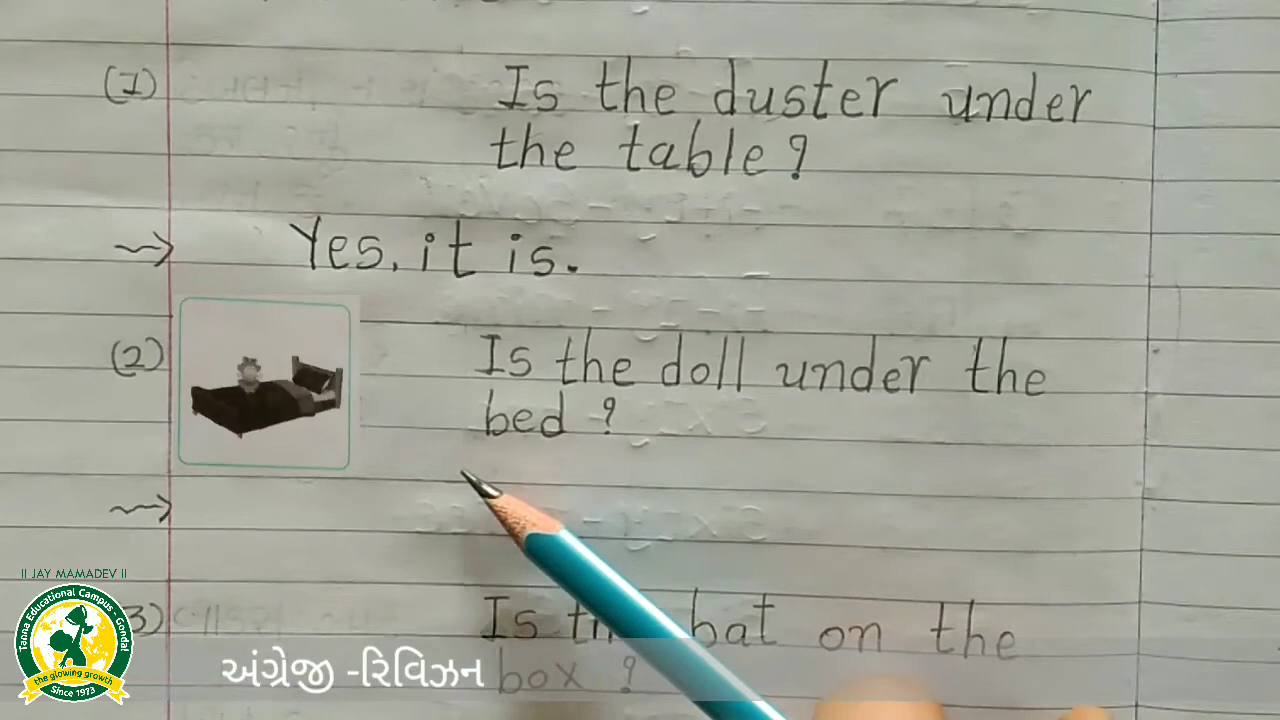 (1) Is the duster under
the table?
Yes, it is.
(2) Is the doll under the
bed ?
3) Is bat on the
box ?
અંગ્રેજી -રિવિઝન
॥ JAY MAMADEV ॥
Tanna Educational Campus - Gondal
the glowing growth
Since 1973